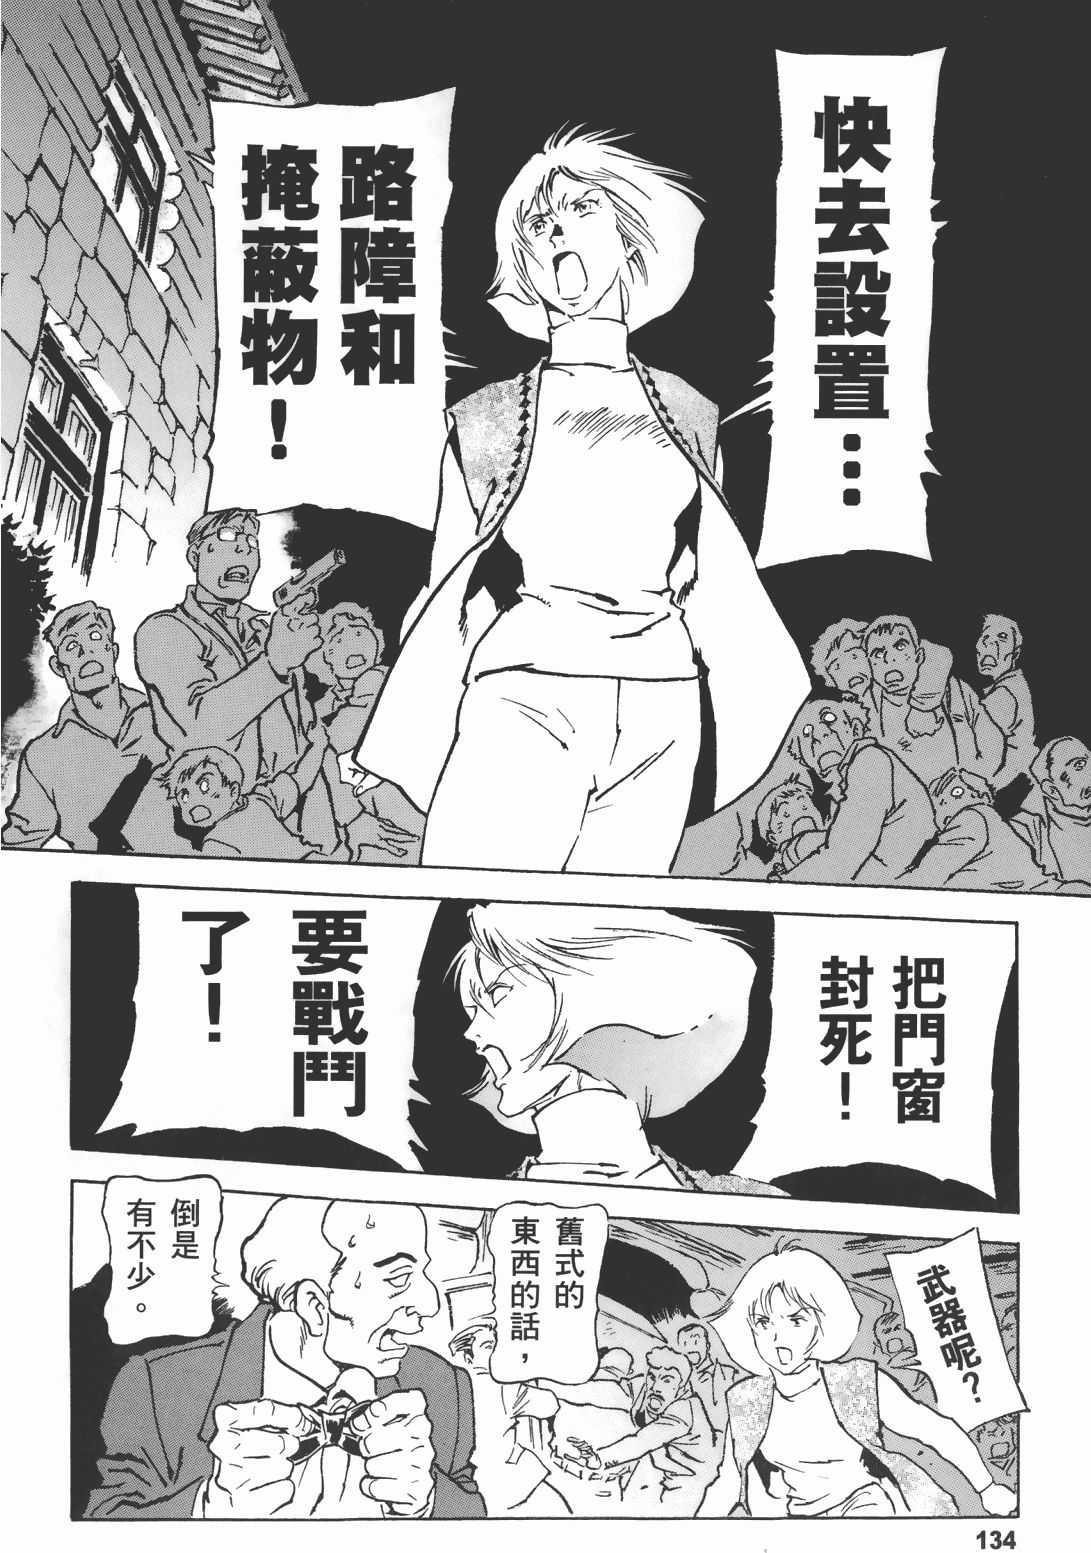 快去設置…
路障和
掩蔽物！
把門窗
封死！
要戰鬥
了！
武器呢？
舊式的
東西的話，
倒是
有不少。
134